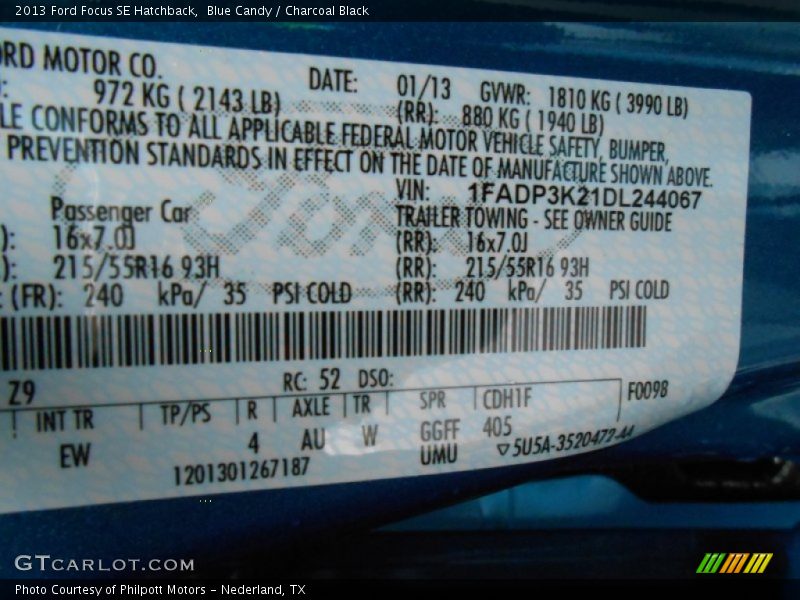 2013 Ford Focus SE Hatchback, Blue Candy / Charcoal Black
ORD MOTOR CO. DATE: 01/13 GVWR: 1810 KG ( 3990 LB)
: 972 KG ( 2143 LB) (RR): 880 KG ( 1940 LB)
LE CONFORMS TO ALL APPLICABLE FEDERAL MOTOR VEHICLE SAFETY, BUMPER,
PREVENTION STANDARDS IN EFFECT ON THE DATE OF MANUFACTURE SHOWN ABOVE.
VIN: 1FADP3K21DL244067
Passenger Car TRAILER TOWING - SEE OWNER GUIDE
): 16x7.0J (RR): 16x7.0J
): 215/55R16 93H (RR): 215/55R16 93H
(FR): 240 kPa/ 35 PSI COLD (RR): 240 kPa/ 35 PSI COLD
Z9 RC: 52 DSO: F0098
INT TR TP/PS R AXLE TR SPR CDH1F
EW 4 AU W GGFF 405
UMU 5U5A-3520472-AA
1201301267187
GTCARLOT.COM
Photo Courtesy of Philpott Motors - Nederland, TX